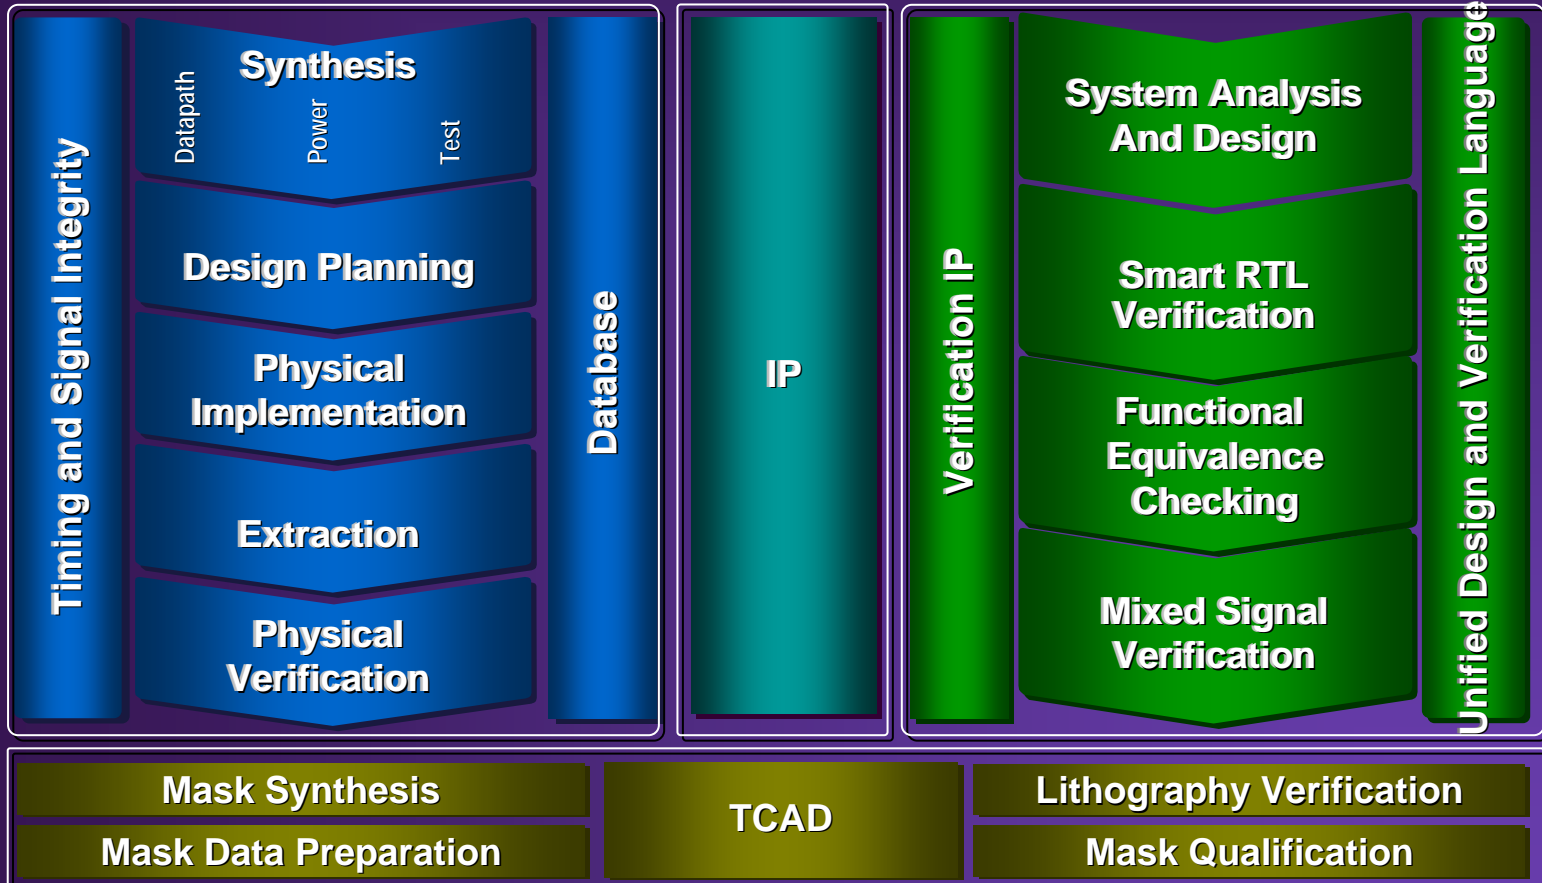 Timing and Signal Integrity
Synthesis
Datapath
Power
Test
Design Planning
Physical
Implementation
Extraction
Physical
Verification
Database
IP
Verification IP
System Analysis
And Design
Smart RTL
Verification
Functional
Equivalence
Checking
Mixed Signal
Verification
Unified Design and Verification Language
Mask Synthesis
Mask Data Preparation
TCAD
Lithography Verification
Mask Qualification